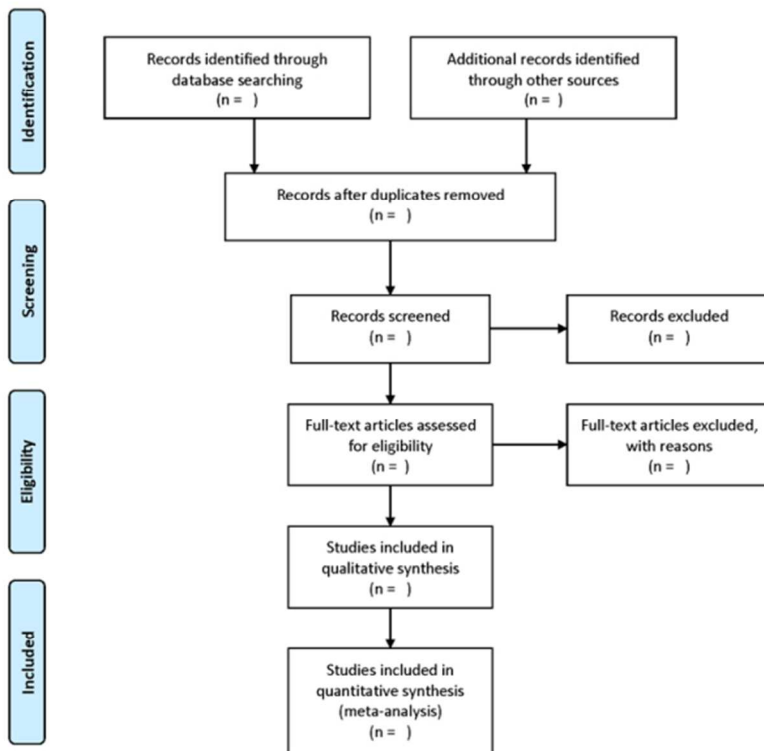 Identification
Records identified through
database searching
(n =   )
Additional records identified
through other sources
(n =   )
Screening
Records after duplicates removed
(n =   )
Records screened
(n =   )
Records excluded
(n =   )
Eligibility
Full-text articles assessed
for eligibility
(n =   )
Full-text articles excluded,
with reasons
(n =   )
Studies included in
qualitative synthesis
(n =   )
Included
Studies included in
quantitative synthesis
(meta-analysis)
(n =   )